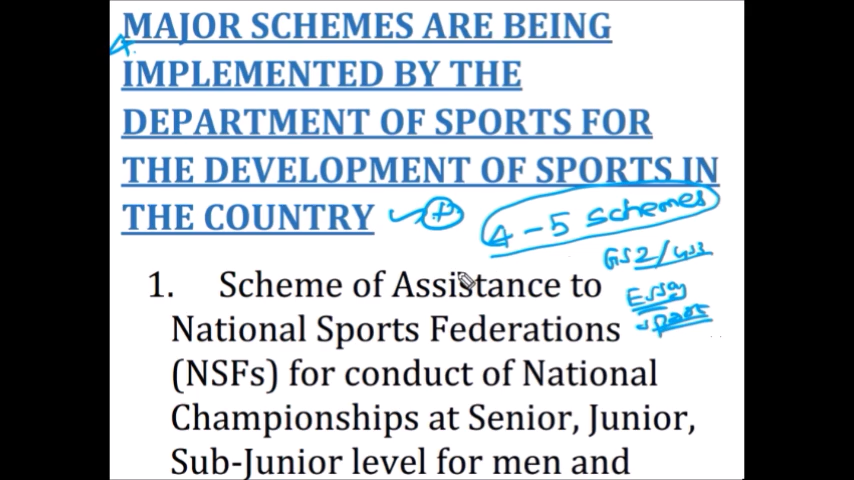 MAJOR SCHEMES ARE BEING
IMPLEMENTED BY THE
DEPARTMENT OF SPORTS FOR
THE DEVELOPMENT OF SPORTS IN
THE COUNTRY
4-5 schemes
GS2/GS3
Essay
1. Scheme of Assistance to
National Sports Federations
(NSFs) for conduct of National
Championships at Senior, Junior,
Sub-Junior level for men and